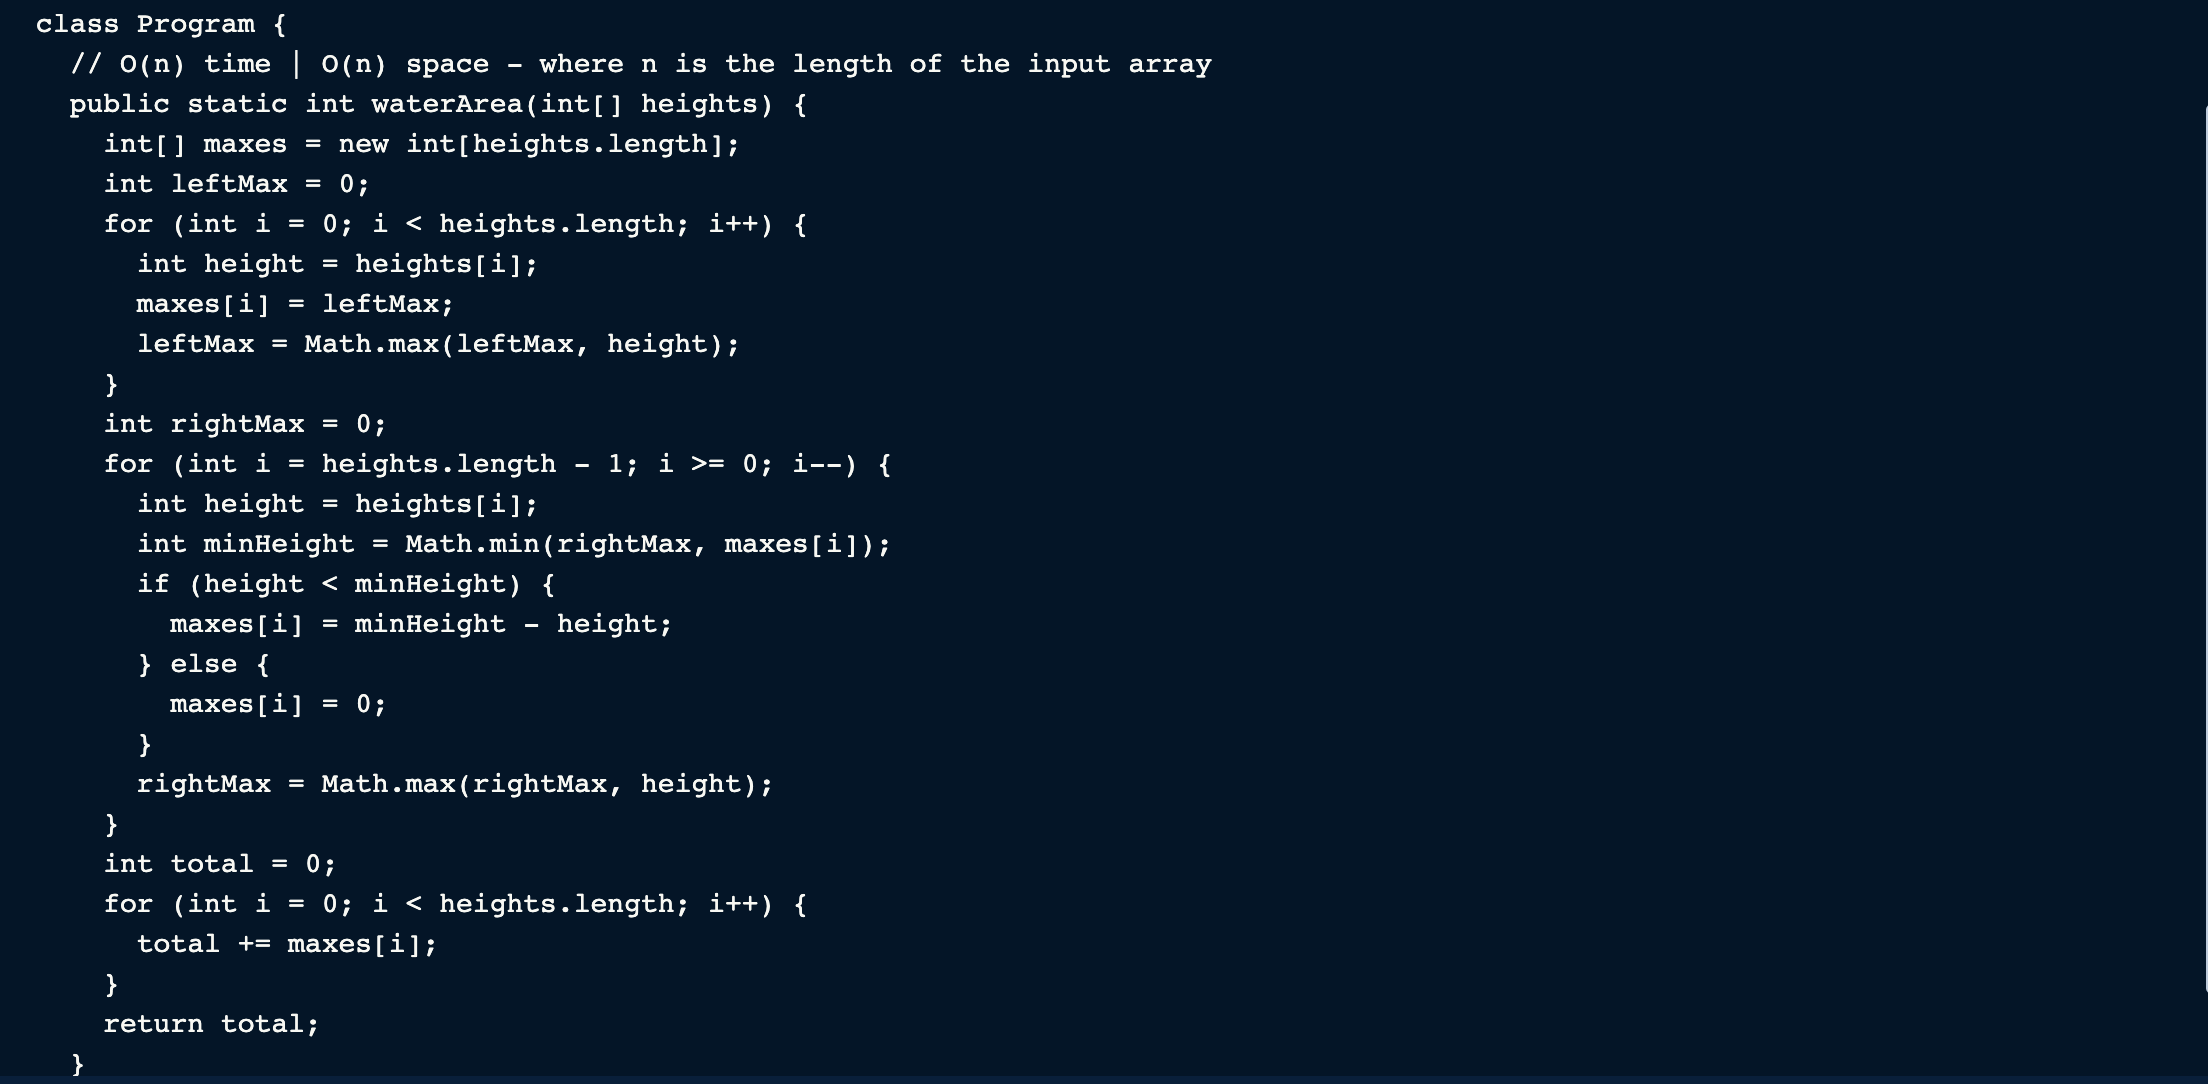 class Program {
  // O(n) time | O(n) space - where n is the length of the input array
  public static int waterArea(int[] heights) {
    int[] maxes = new int[heights.length];
    int leftMax = 0;
    for (int i = 0; i < heights.length; i++) {
      int height = heights[i];
      maxes[i] = leftMax;
      leftMax = Math.max(leftMax, height);
    }
    int rightMax = 0;
    for (int i = heights.length - 1; i >= 0; i--) {
      int height = heights[i];
      int minHeight = Math.min(rightMax, maxes[i]);
      if (height < minHeight) {
        maxes[i] = minHeight - height;
      } else {
        maxes[i] = 0;
      }
      rightMax = Math.max(rightMax, height);
    }
    int total = 0;
    for (int i = 0; i < heights.length; i++) {
      total += maxes[i];
    }
    return total;
  }